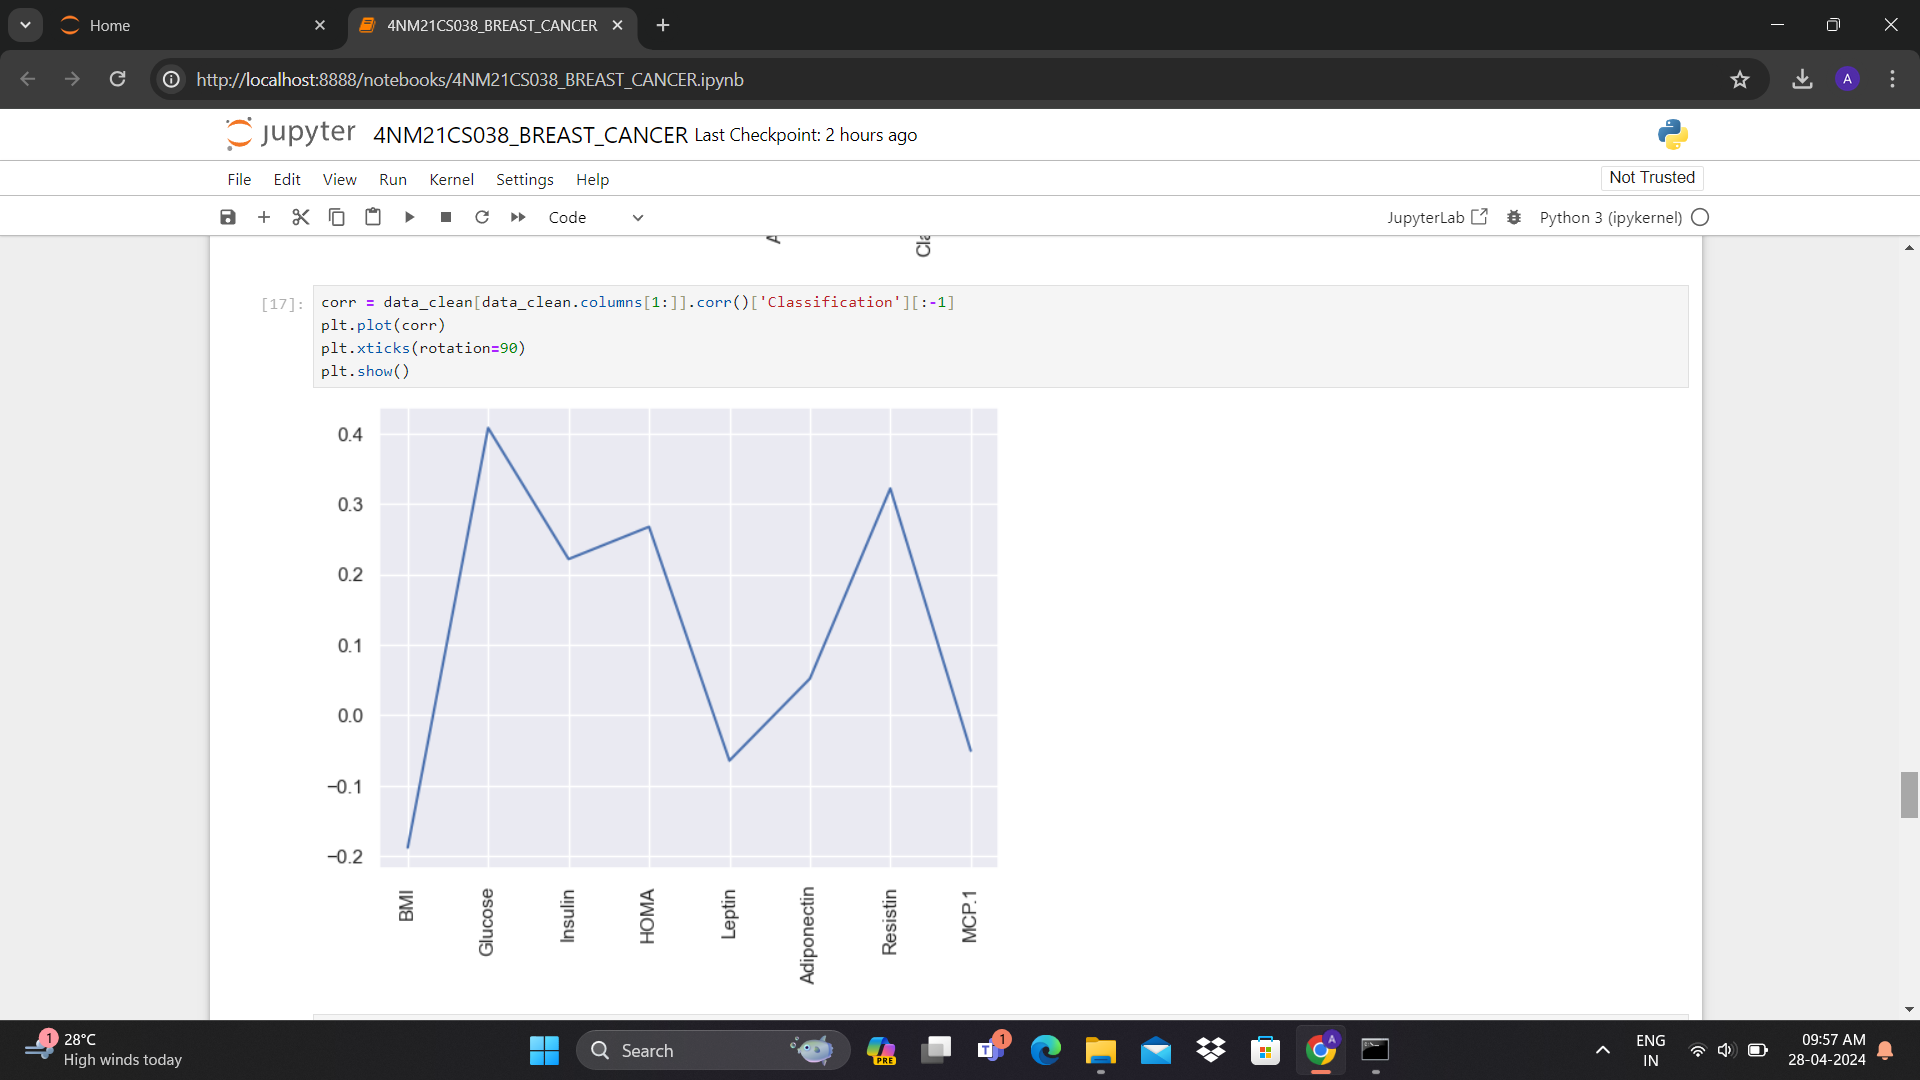 Home
4NM21CS038_BREAST_CANCER
http://localhost:8888/notebooks/4NM21CS038_BREAST_CANCER.ipynb
A
jupyter 4NM21CS038_BREAST_CANCER Last Checkpoint: 2 hours ago
File Edit View Run Kernel Settings Help
Not Trusted
Code
JupyterLab Python 3 (ipykernel)
[17]:
corr = data_clean[data_clean.columns[1:]].corr()['Classification'][:-1]
plt.plot(corr)
plt.xticks(rotation=90)
plt.show()
0.4
0.3
0.2
0.1
0.0
−0.1
−0.2
BMI
Glucose
Insulin
HOMA
Leptin
Adiponectin
Resistin
MCP.1
1
28°C
High winds today
Search
PRE
1
A
ENG
IN
09:57 AM
28-04-2024